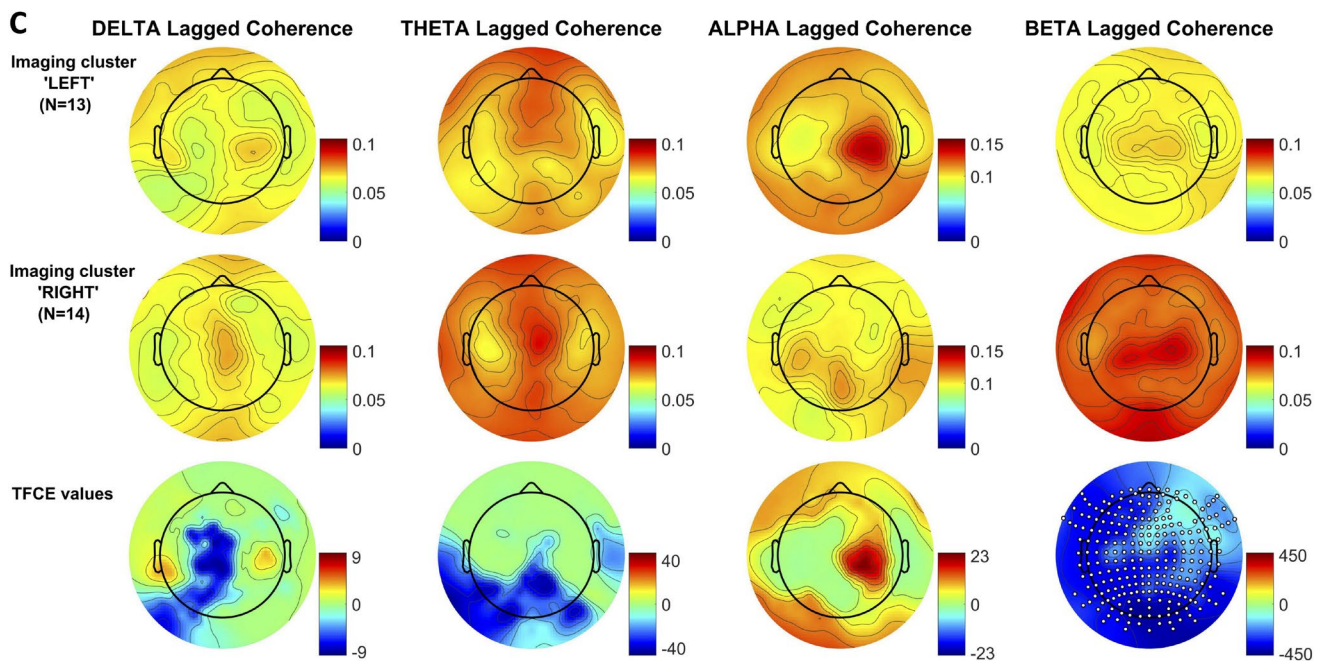 C
DELTA Lagged Coherence THETA Lagged Coherence ALPHA Lagged Coherence BETA Lagged Coherence
Imaging cluster
'LEFT'
(N=13)
0.1 0.1 0.15 0.1
0.05 0.05 0.1 0.05
0 0 0 0
Imaging cluster
'RIGHT'
(N=14)
0.1 0.1 0.15 0.1
0.05 0.05 0.1 0.05
0 0 0 0
TFCE values
9 40 23 450
0 0 0 0
-9 -40 -23 -450